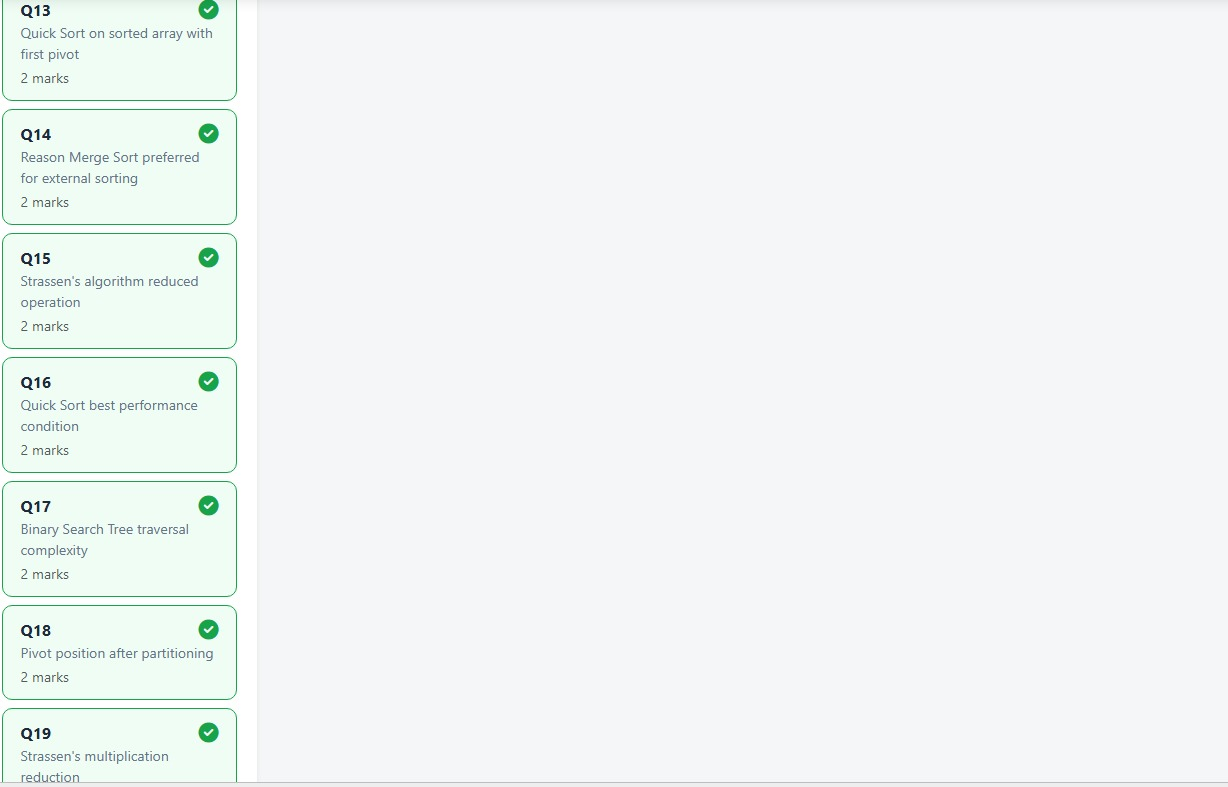 Q13
Quick Sort on sorted array with
first pivot
2 marks
Q14
Reason Merge Sort preferred
for external sorting
2 marks
Q15
Strassen's algorithm reduced
operation
2 marks
Q16
Quick Sort best performance
condition
2 marks
Q17
Binary Search Tree traversal
complexity
2 marks
Q18
Pivot position after partitioning
2 marks
Q19
Strassen's multiplication
reduction